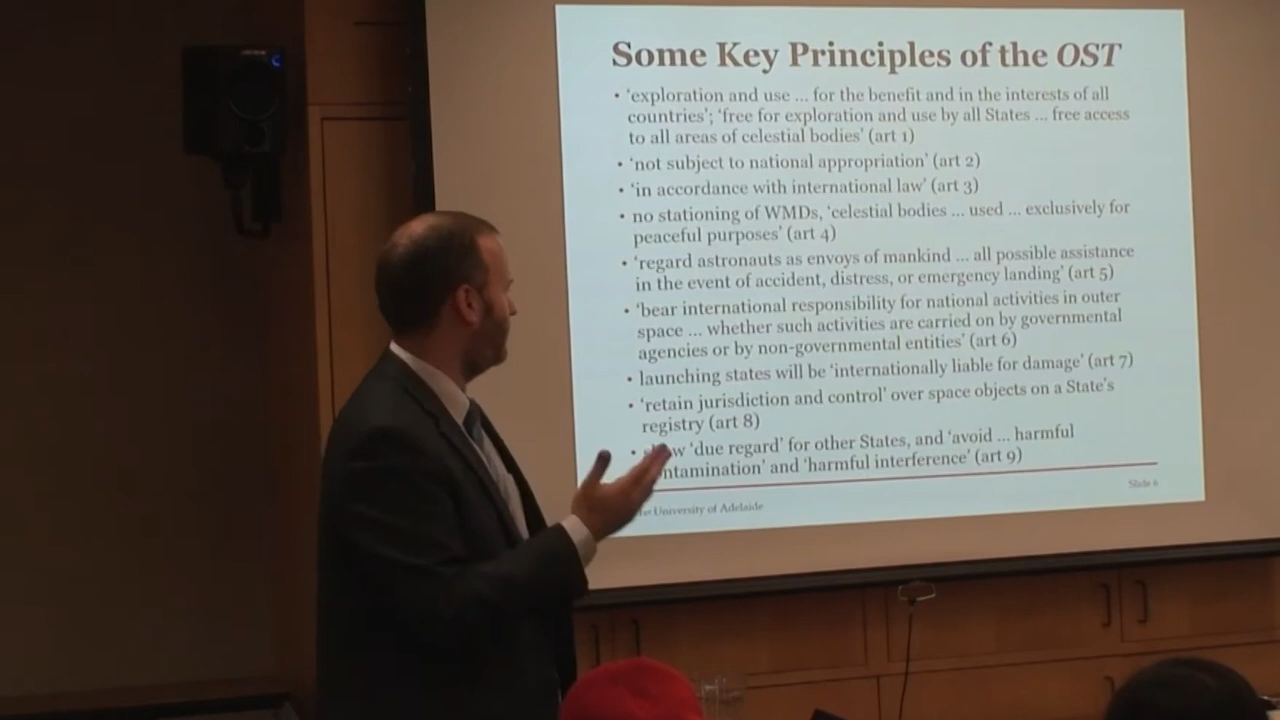 Some Key Principles of the OST
• ‘exploration and use ... for the benefit and in the interests of all
countries’; ‘free for exploration and use by all States ... free access
to all areas of celestial bodies’ (art 1)
• ‘not subject to national appropriation’ (art 2)
• ‘in accordance with international law’ (art 3)
• no stationing of WMDs, ‘celestial bodies ... used ... exclusively for
peaceful purposes’ (art 4)
• ‘regard astronauts as envoys of mankind ... all possible assistance
in the event of accident, distress, or emergency landing’ (art 5)
• ‘bear international responsibility for national activities in outer
space ... whether such activities are carried on by governmental
agencies or by non-governmental entities’ (art 6)
• launching states will be ‘internationally liable for damage’ (art 7)
• ‘retain jurisdiction and control’ over space objects on a State's
registry (art 8)
• ‘due regard’ for other States, and ‘avoid ... harmful
and ‘harmful interference’ (art 9)
University of Adelaide
Slide 6